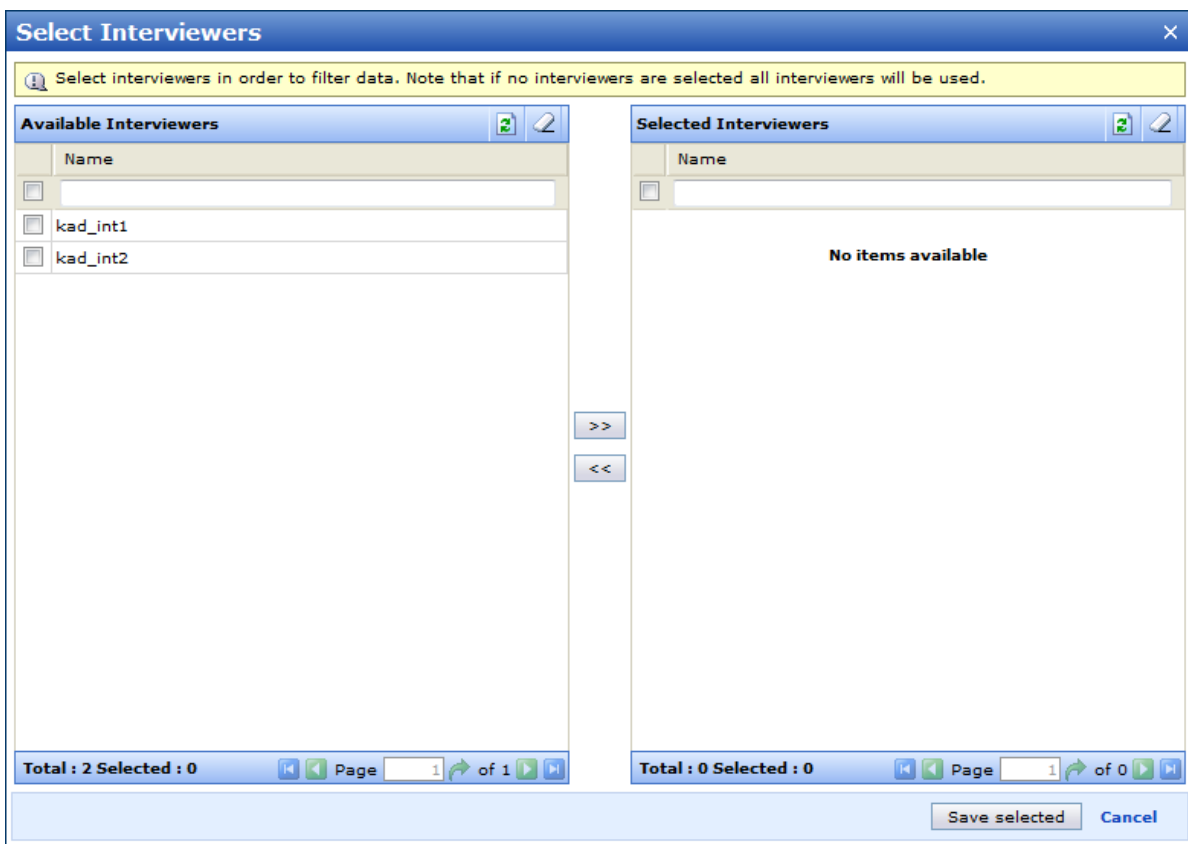 Select Interviewers
Select interviewers in order to filter data. Note that if no interviewers are selected all interviewers will be used.
Available Interviewers
Name
kad_int1
kad_int2
Total : 2 Selected : 0 Page 1 of 1
>>
<<
Selected Interviewers
Name
No items available
Total : 0 Selected : 0 Page 1 of 0
Save selected Cancel